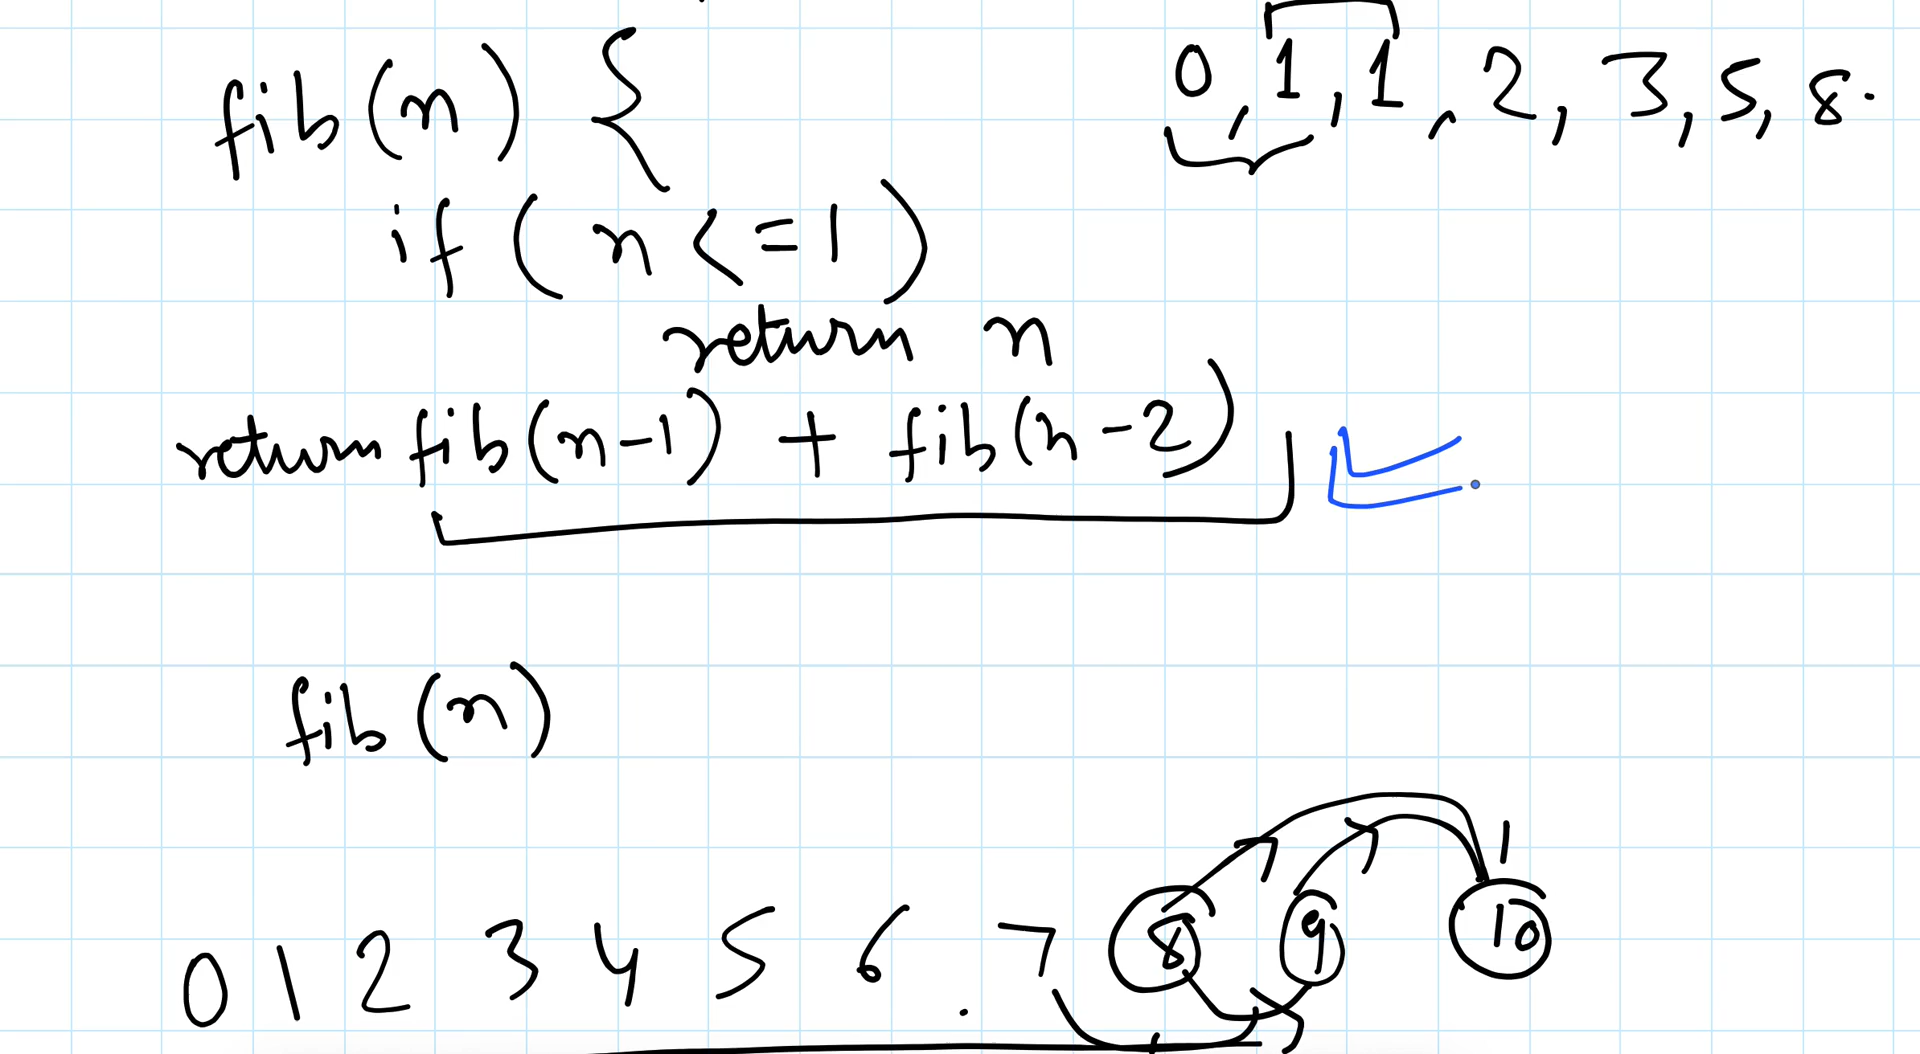 fib(n) {
0, 1, 1, 2, 3, 5, 8.
if (n <= 1)
return n
return fib(n-1) + fib(n-2)
fib(n)
1
0 1 2 3 4 5 6 . 7 8 9 10